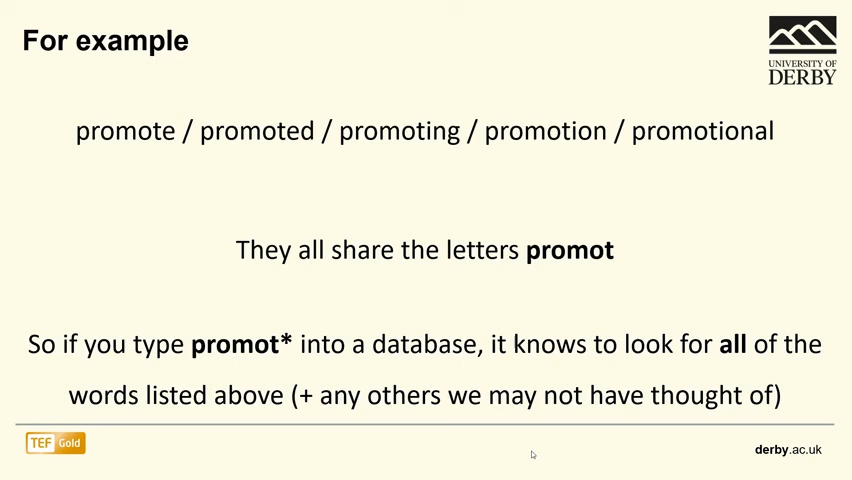 For example
UNIVERSITY OF
DERBY
promote / promoted / promoting / promotion / promotional
They all share the letters promot
So if you type promot* into a database, it knows to look for all of the
words listed above (+ any others we may not have thought of)
TEF Gold
derby.ac.uk